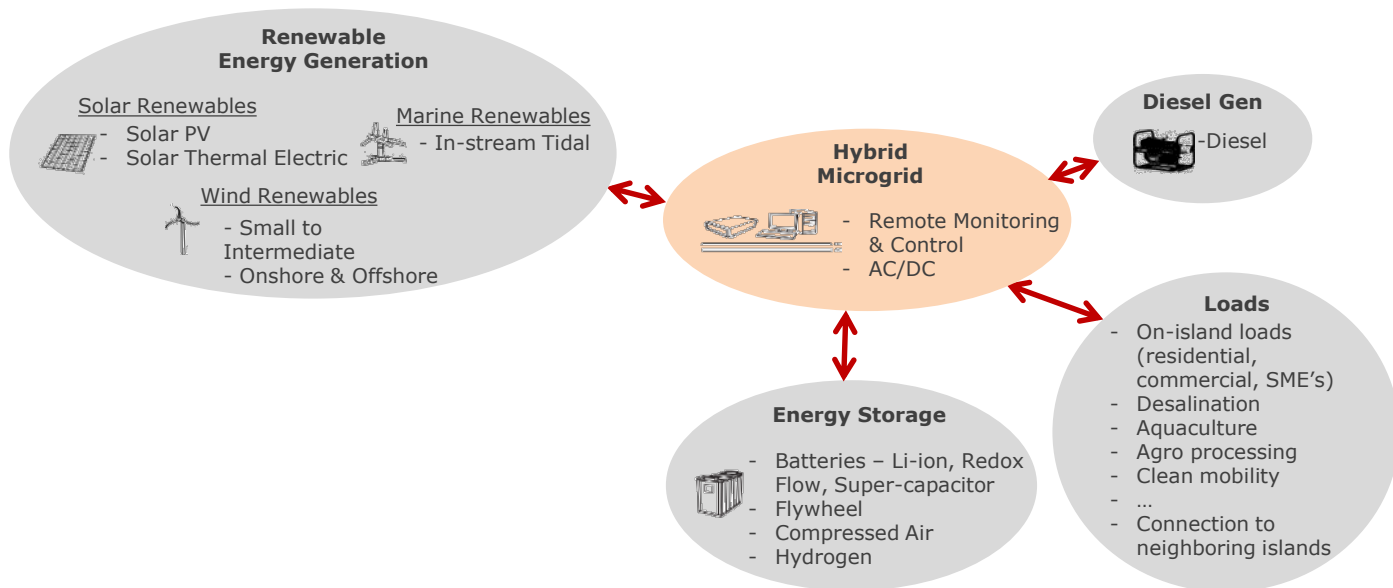 Renewable
Energy Generation
Solar Renewables
- Solar PV
- Solar Thermal Electric
Marine Renewables
- In-stream Tidal
Wind Renewables
- Small to
Intermediate
- Onshore & Offshore
Hybrid
Microgrid
- Remote Monitoring
& Control
- AC/DC
Diesel Gen
-Diesel
Loads
- On-island loads
(residential,
commercial, SME’s)
- Desalination
- Aquaculture
- Agro processing
- Clean mobility
- …
- Connection to
neighboring islands
Energy Storage
- Batteries – Li-ion, Redox
Flow, Super-capacitor
- Flywheel
- Compressed Air
- Hydrogen